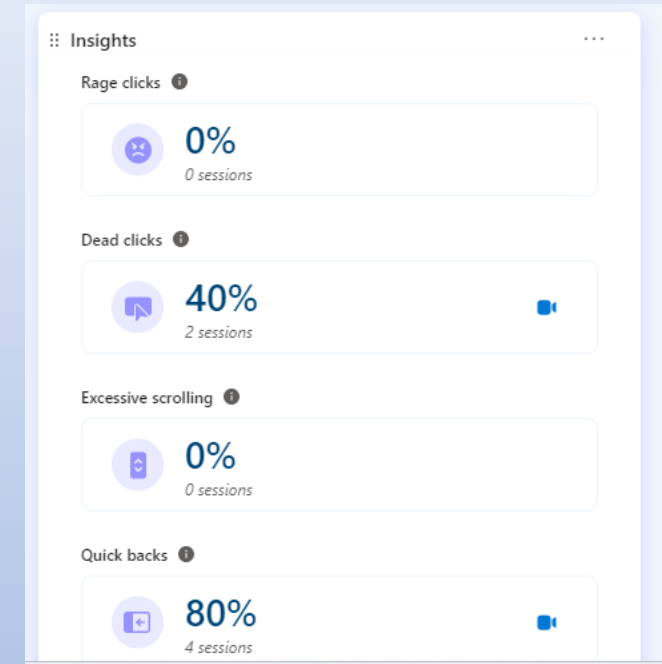 Insights
Rage clicks
0%
0 sessions
Dead clicks
40%
2 sessions
Excessive scrolling
0%
0 sessions
Quick backs
80%
4 sessions